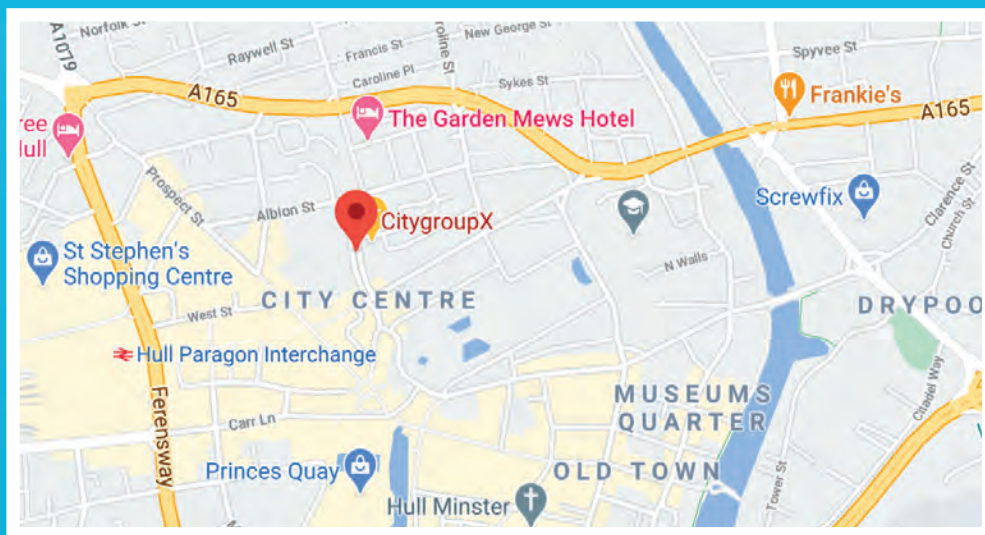 A1079
Norfolk St
Raywell St
Francis St
Caroline Pl
roline St
New George St
Sykes St
Spyvee St
A165
Frankie's
A165
ree
Hull
The Garden Mews Hotel
Prospect St
Albion St
CitygroupX
Screwfix
Clarence St
Church St
St Stephen's
Shopping Centre
N Walls
CITY CENTRE
DRYPOO
West St
Hull Paragon Interchange
Ferensway
Citadel Way
MUSEUMS
QUARTER
Carr Ln
Princes Quay
OLD TOWN
Tower St
Hull Minster